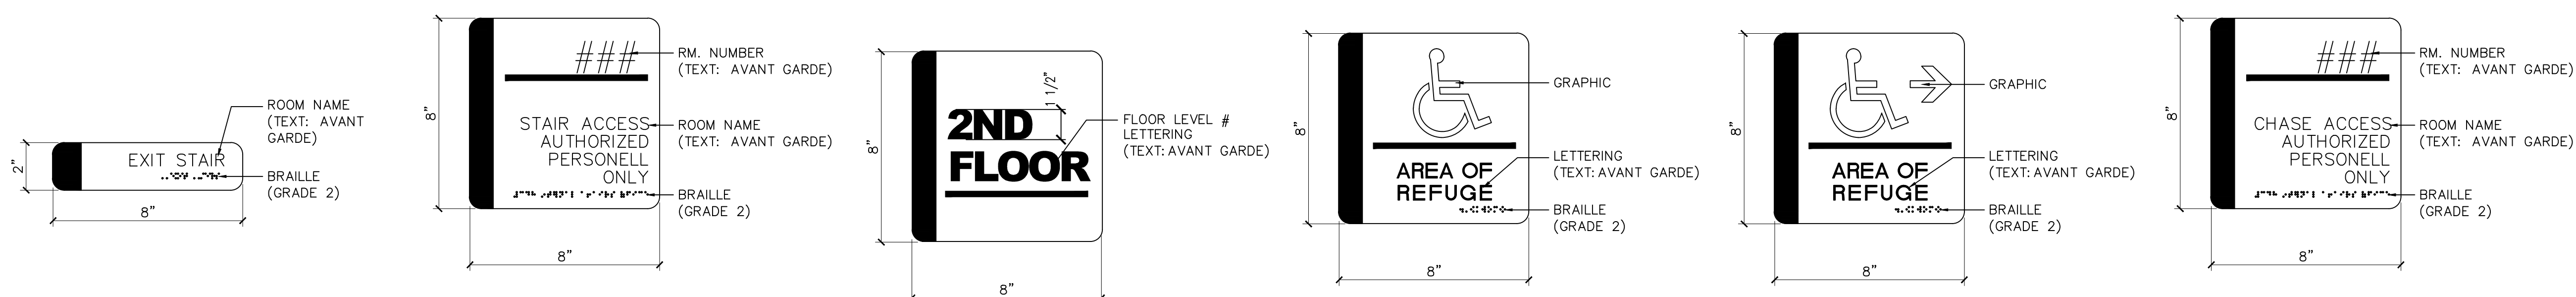 EXIT STAIR
ROOM NAME
(TEXT: AVANT
GARDE)
BRAILLE
(GRADE 2)
2"
8"
###
STAIR ACCESS
AUTHORIZED
PERSONELL
ONLY
RM. NUMBER
(TEXT: AVANT GARDE)
ROOM NAME
(TEXT: AVANT GARDE)
BRAILLE
(GRADE 2)
8"
8"
2ND
FLOOR
1 1/2"
FLOOR LEVEL #
LETTERING
(TEXT: AVANT GARDE)
8"
8"
AREA OF
REFUGE
GRAPHIC
LETTERING
(TEXT: AVANT GARDE)
BRAILLE
(GRADE 2)
8"
8"
AREA OF
REFUGE
GRAPHIC
LETTERING
(TEXT: AVANT GARDE)
BRAILLE
(GRADE 2)
8"
8"
###
CHASE ACCESS
AUTHORIZED
PERSONELL
ONLY
RM. NUMBER
(TEXT: AVANT GARDE)
ROOM NAME
(TEXT: AVANT GARDE)
BRAILLE
(GRADE 2)
8"
8"